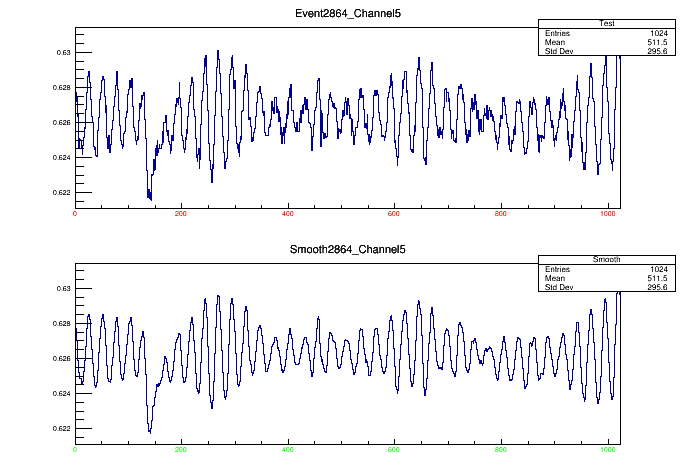 Event2864_Channel5
Test
Entries 1024
Mean 511.5
Std Dev 295.6
0.63
0.628
0.626
0.624
0.622
0 200 400 600 800 1000
Smooth2864_Channel5
Smooth
Entries 1024
Mean 511.5
Std Dev 295.6
0.63
0.628
0.626
0.624
0.622
0 200 400 600 800 1000